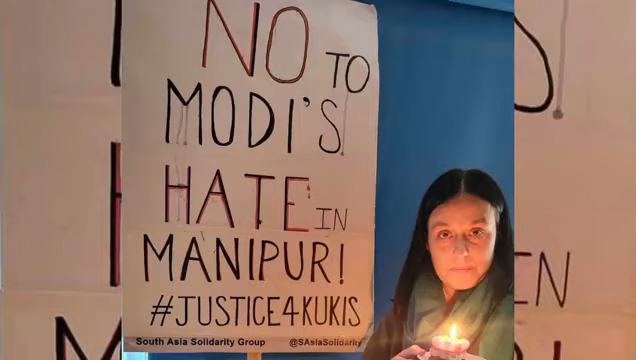 NO TO
MODI'S
HATE IN
MANIPUR!
#JUSTICE4KUKIS
South Asia Solidarity Group @SAsiaSolidarity